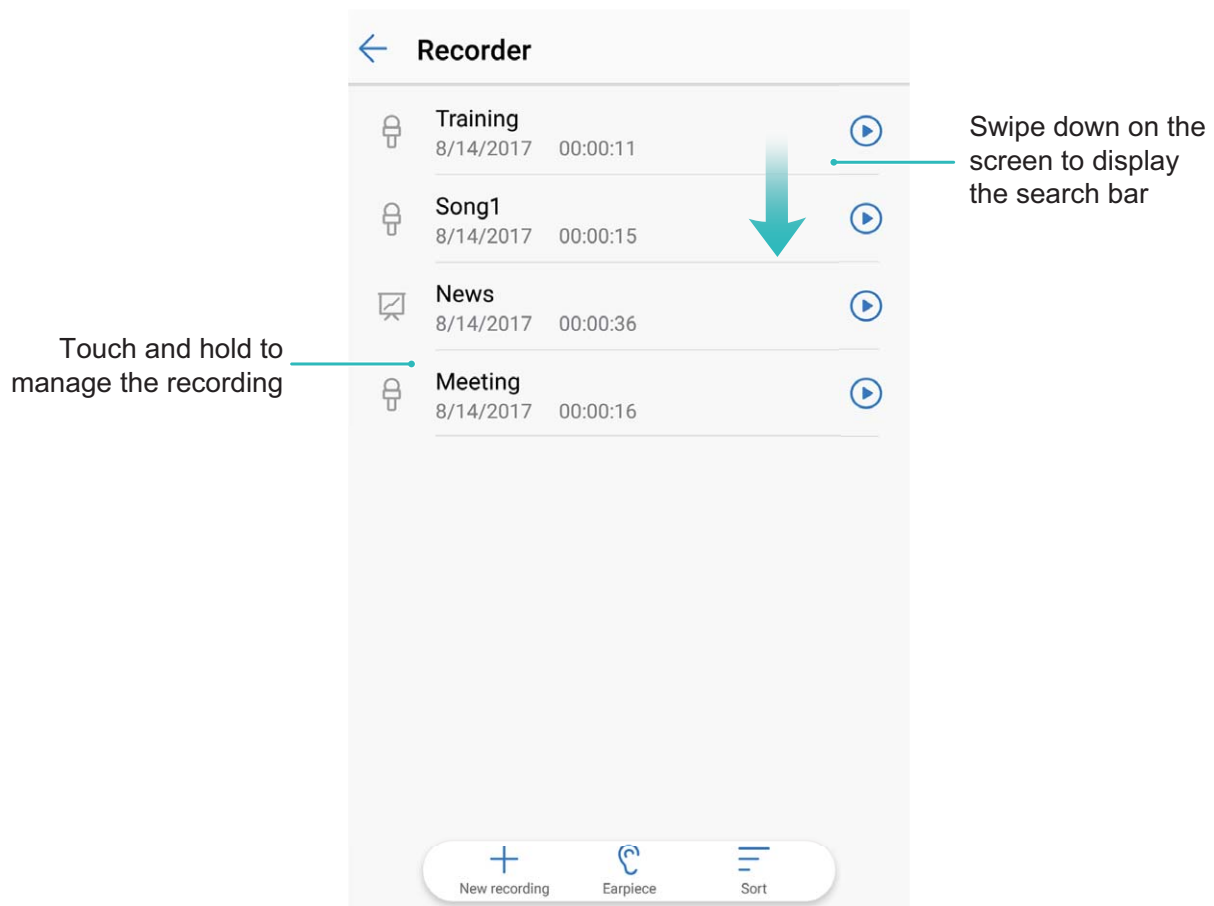 Recorder
Training
8/14/2017 00:00:11
Swipe down on the
screen to display
the search bar
Song1
8/14/2017 00:00:15
News
8/14/2017 00:00:36
Touch and hold to
manage the recording
Meeting
8/14/2017 00:00:16
New recording Earpiece Sort